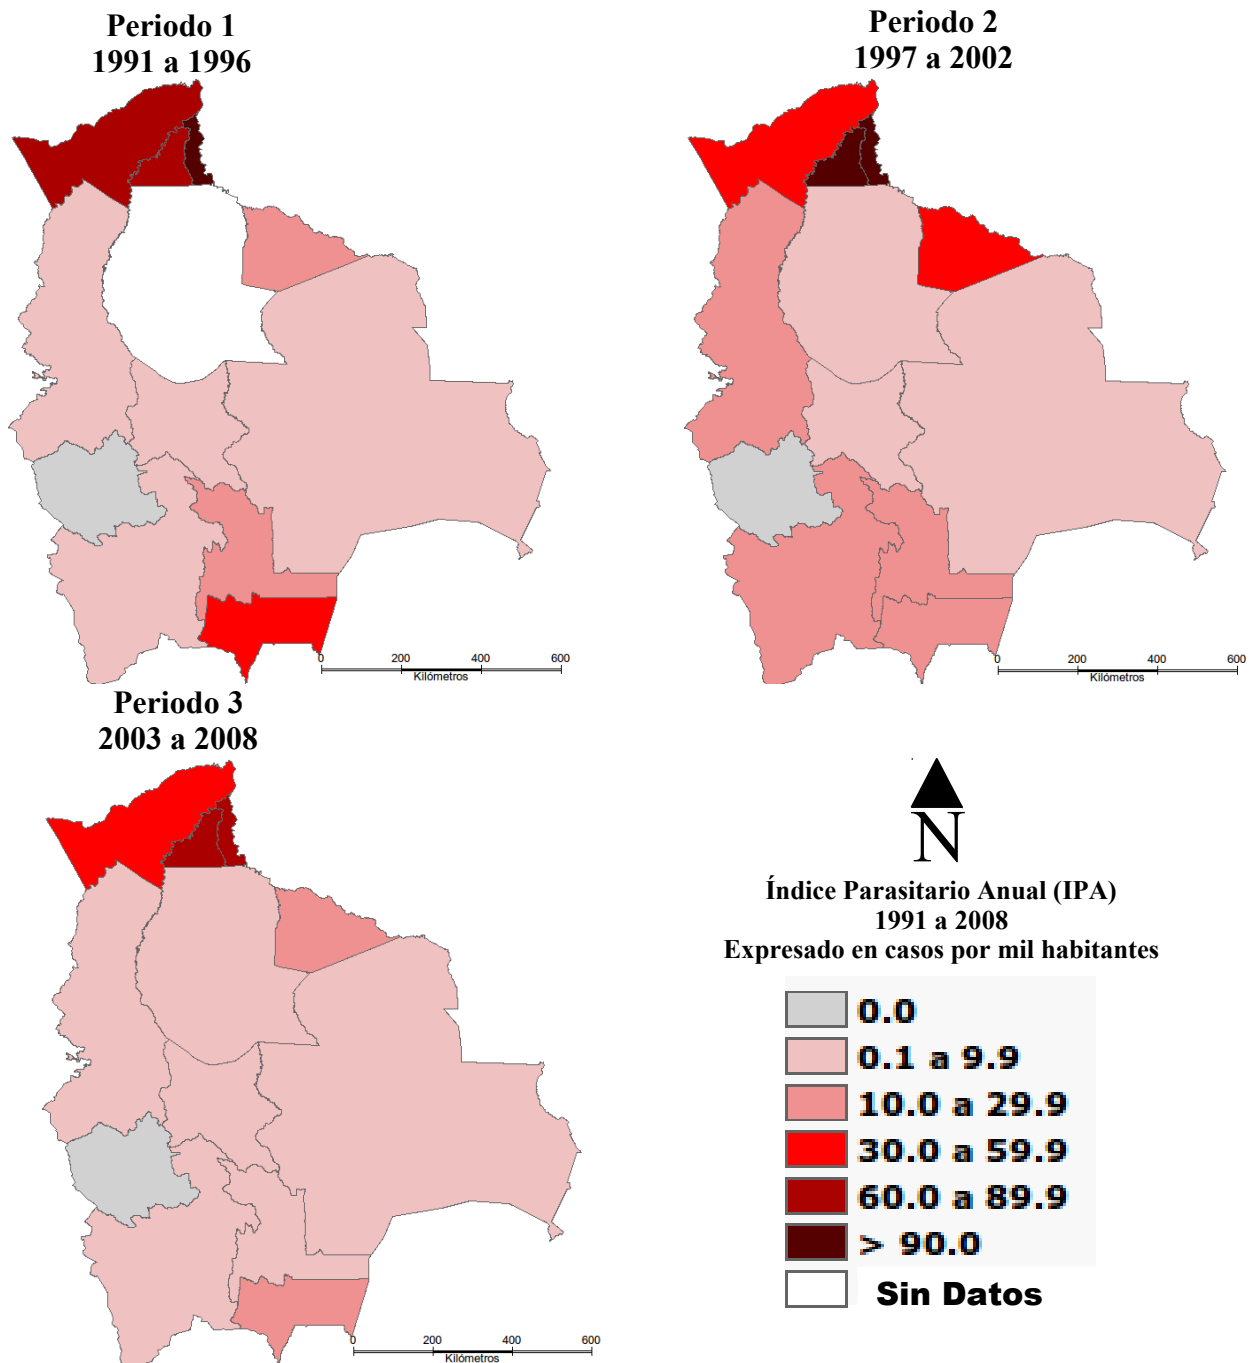 Periodo 1
1991 a 1996
Periodo 2
1997 a 2002
0 200 400 600
Kilómetros
0 200 400 600
Kilómetros
Periodo 3
2003 a 2008
N
Índice Parasitario Anual (IPA)
1991 a 2008
Expresado en casos por mil habitantes
0.0
0.1 a 9.9
10.0 a 29.9
30.0 a 59.9
60.0 a 89.9
> 90.0
Sin Datos
0 200 400 600
Kilómetros